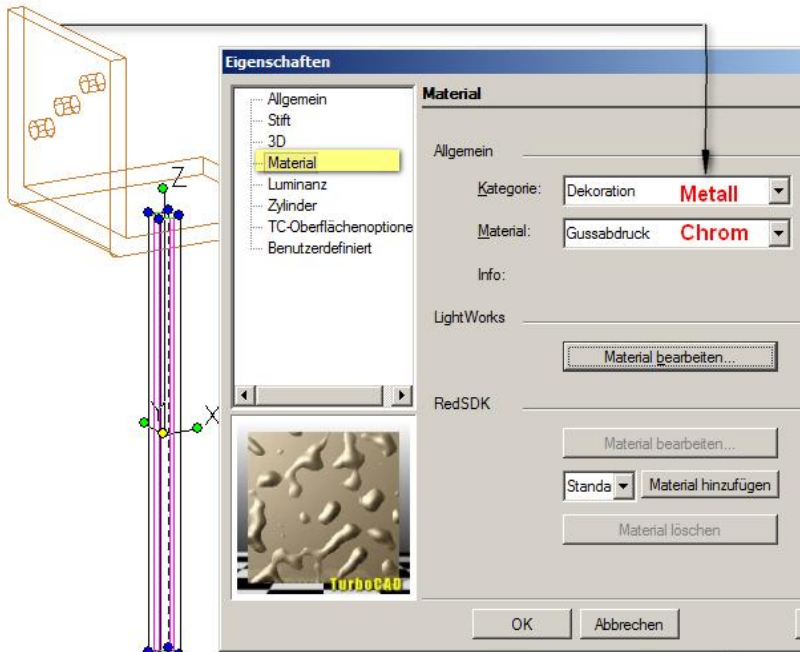 Eigenschaften
Allgemein
Stift
3D
Material
Luminanz
Zylinder
TC-Oberflächenoptione
Benutzerdefiniert
Material
Allgemein
Kategorie: Dekoration Metall
Material: Gussabdruck Chrom
Info:
LightWorks
Material bearbeiten...
RedSDK
Material bearbeiten...
Standa Material hinzufügen
Material löschen
OK Abbrechen
Z
Y
X
TurboCAD